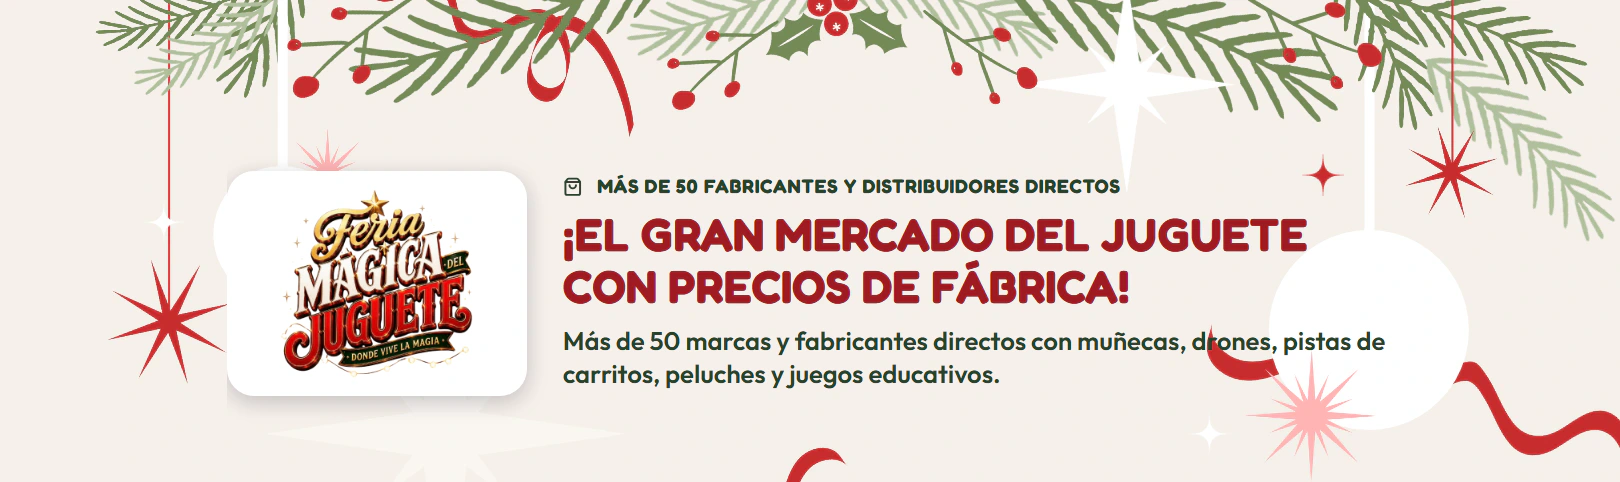 Feria
MÁGICA
DEL
JUGUETE
DONDE VIVE LA MAGIA
MÁS DE 50 FABRICANTES Y DISTRIBUIDORES DIRECTOS
¡EL GRAN MERCADO DEL JUGUETE
CON PRECIOS DE FÁBRICA!
Más de 50 marcas y fabricantes directos con muñecas, drones, pistas de
carritos, peluches y juegos educativos.